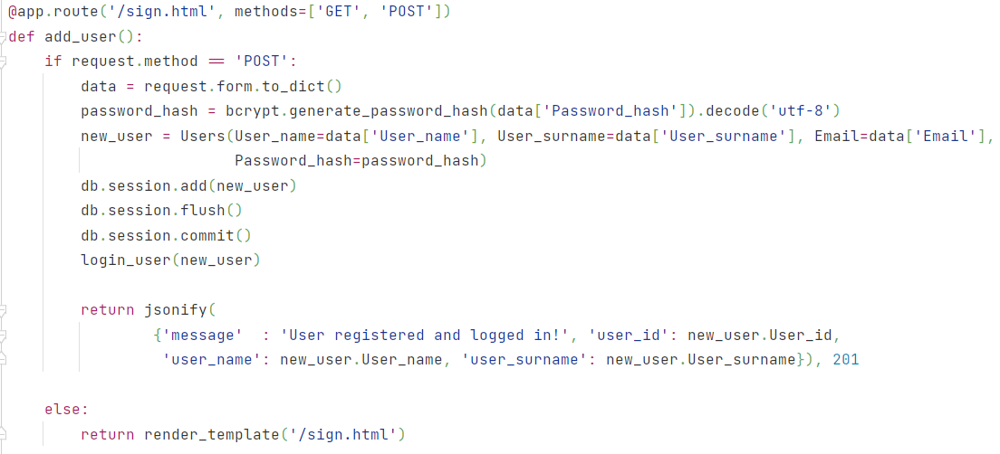 @app.route('/sign.html', methods=['GET', 'POST'])
def add_user():
    if request.method == 'POST':
        data = request.form.to_dict()
        password_hash = bcrypt.generate_password_hash(data['Password_hash']).decode('utf-8')
        new_user = Users(User_name=data['User_name'], User_surname=data['User_surname'], Email=data['Email'],
                         Password_hash=password_hash)
        db.session.add(new_user)
        db.session.flush()
        db.session.commit()
        login_user(new_user)

        return jsonify(
                {'message'  : 'User registered and logged in!', 'user_id': new_user.User_id,
                 'user_name': new_user.User_name, 'user_surname': new_user.User_surname}), 201

    else:
        return render_template('/sign.html')